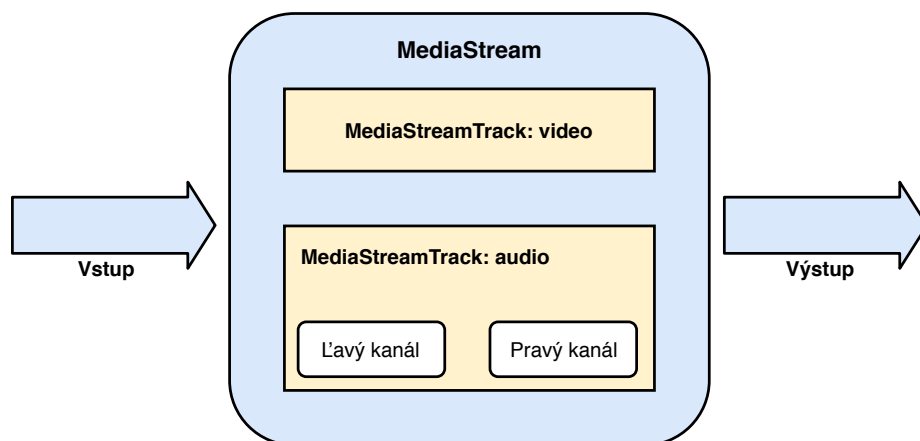 MediaStream
MediaStreamTrack: video
Vstup
Výstup
MediaStreamTrack: audio
Ľavý kanál
Pravý kanál